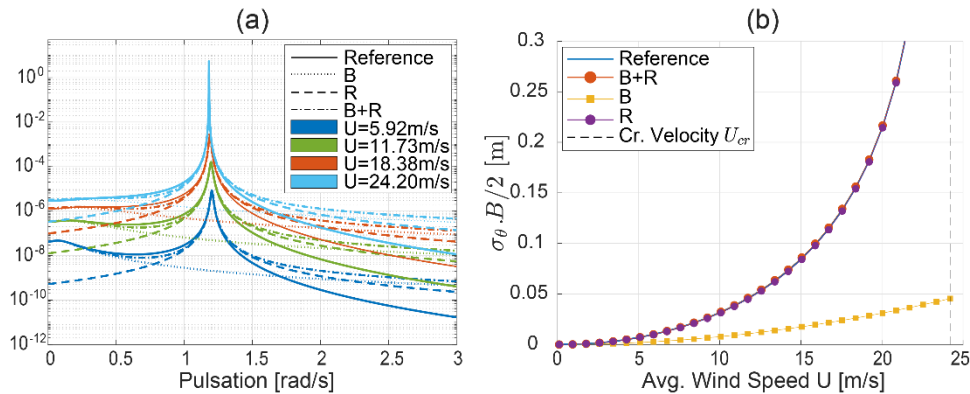 (a)
10^0
10^-2
10^-4
10^-6
10^-8
10^-10
10^-12
0
0.5
1
1.5
2
2.5
3
Pulsation [rad/s]
Reference
B
R
B+R
U=5.92m/s
U=11.73m/s
U=18.38m/s
U=24.20m/s
(b)
σ_θ.B/2 [m]
0.3
0.25
0.2
0.15
0.1
0.05
0
0
5
10
15
20
25
Avg. Wind Speed U [m/s]
Reference
B+R
B
R
Cr. Velocity U_cr